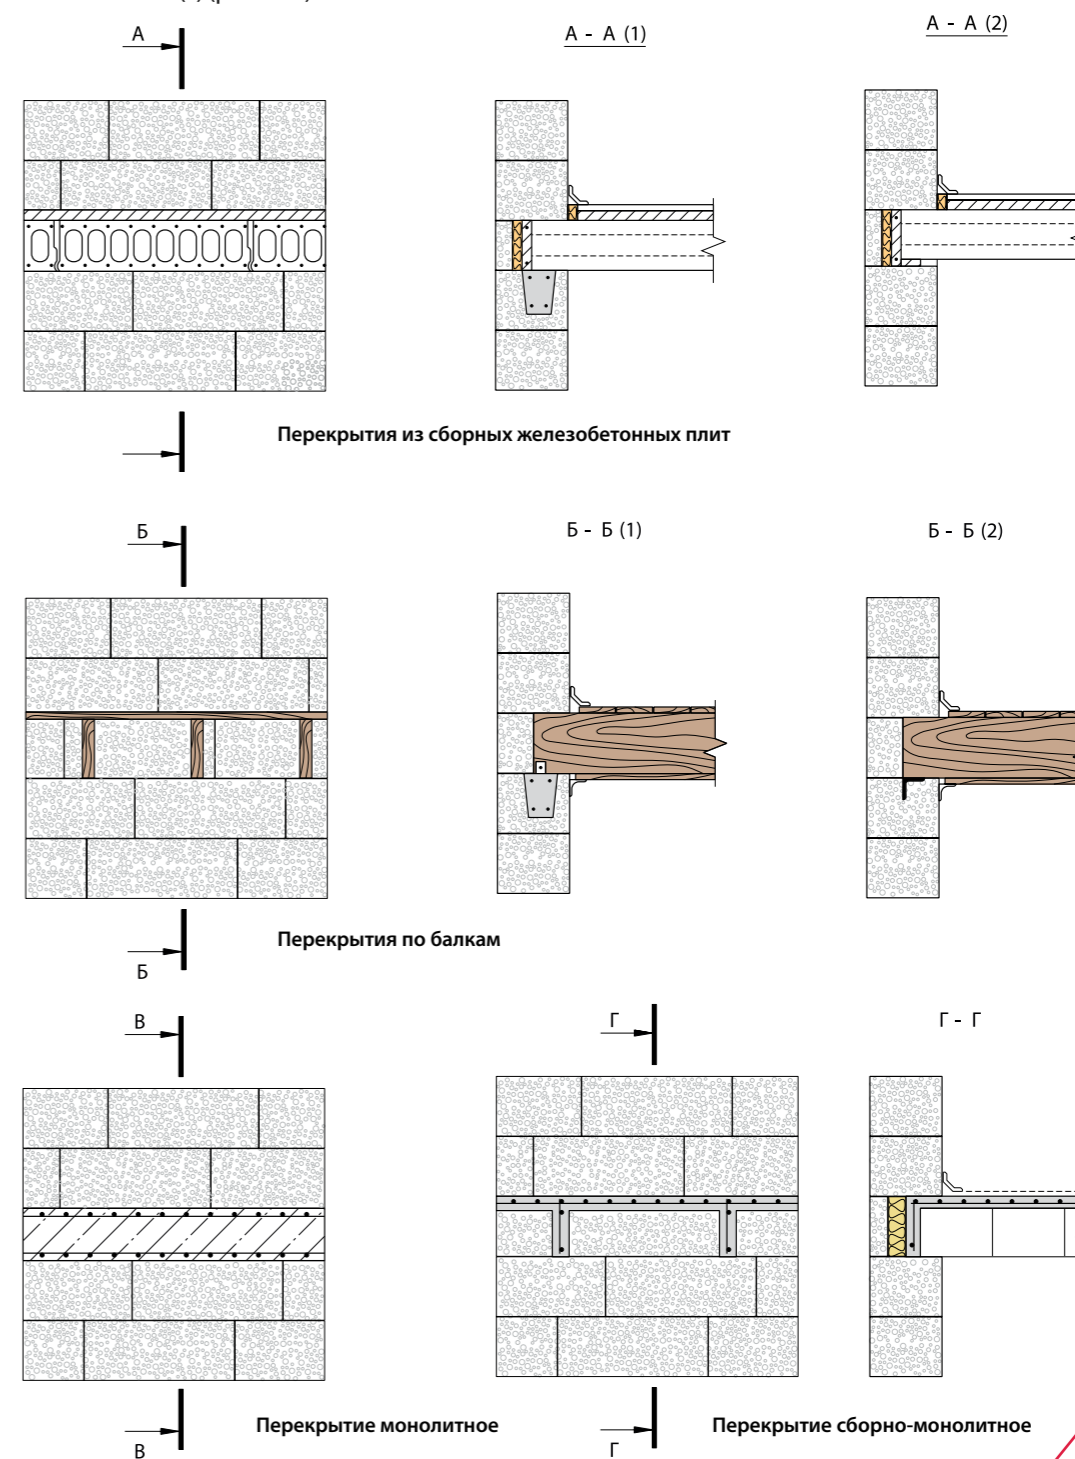 А
А - А (1)
А - А (2)
Перекрытия из сборных железобетонных плит
Б
Б - Б (1)
Б - Б (2)
Перекрытия по балкам
Б
В
Г
Г - Г
Перекрытие монолитное
Перекрытие сборно-монолитное
В
Г